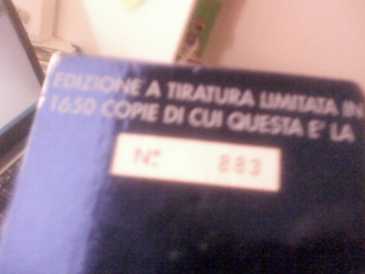 EDIZIONE A TIRATURA LIMITATA IN
1650 COPIE DI CUI QUESTA E' LA
N° 883